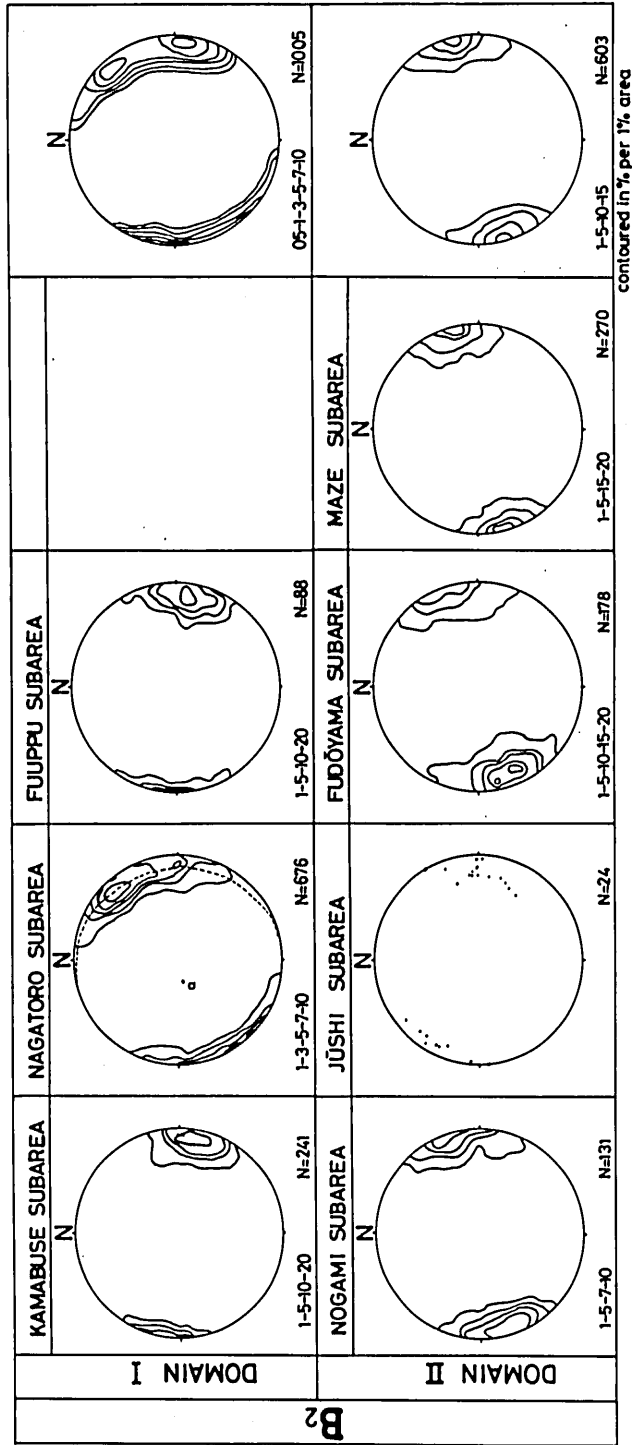 B2
DOMAIN I
KAMABUSE SUBAREA
N
1-5-10-20
N=241
NAGATORO SUBAREA
N
1-3-5-7-10
N=676
FUUPPU SUBAREA
N
1-5-10-20
N=88
N
05-1-3-5-7-10
N=1005
DOMAIN II
NOGAMI SUBAREA
N
1-5-7-10
N=131
JŪSHI SUBAREA
N
N=24
FUDŌYAMA SUBAREA
N
1-5-10-15-20
N=178
MAZE SUBAREA
N
1-5-15-20
N=270
N
1-5-10-15
N=603
contoured in % per 1% area